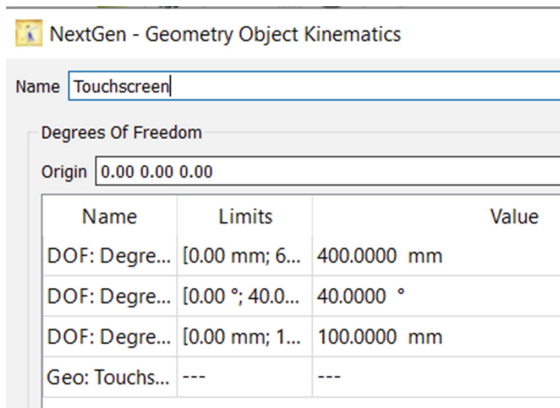 NextGen - Geometry Object Kinematics
Name Touchscreen
Degrees Of Freedom
Origin 0.00 0.00 0.00
Name Limits Value
DOF: Degre... [0.00 mm; 6... 400.0000 mm
DOF: Degre... [0.00 °; 40.0... 40.0000 °
DOF: Degre... [0.00 mm; 1... 100.0000 mm
Geo: Touchs... --- ---